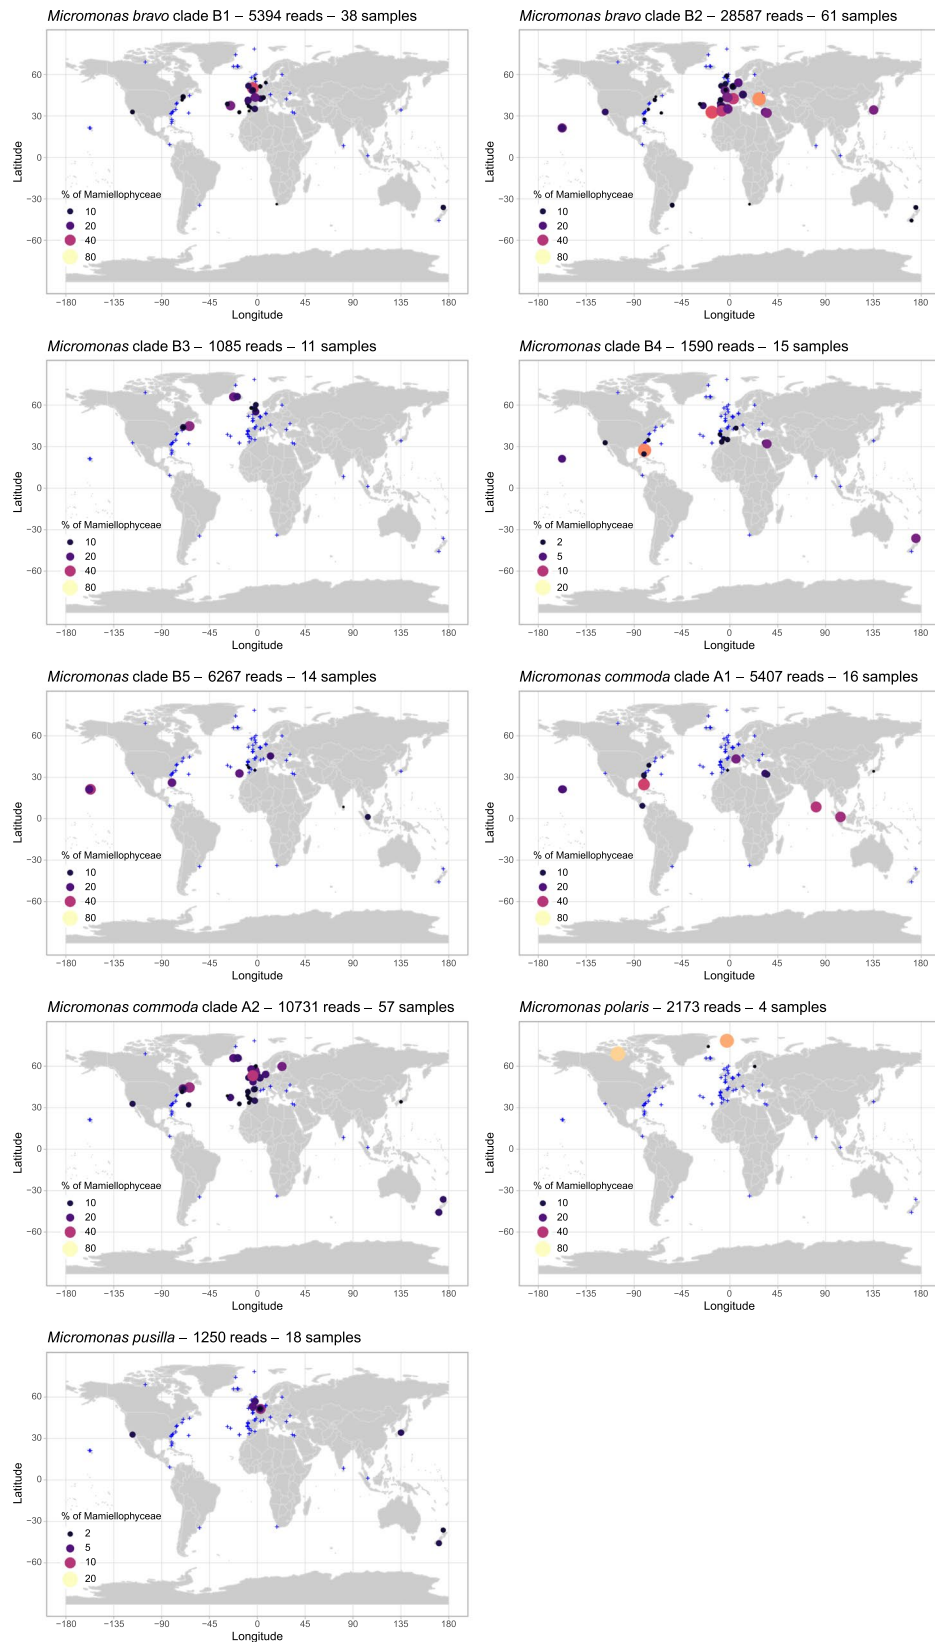 Micromonas bravo clade B1 – 5394 reads – 38 samples
Latitude
60
30
0
−30
−60
% of Mamiellophyceae
10
20
40
80
−180 −135 −90 −45 0 45 90 135 180
Longitude
Micromonas bravo clade B2 – 28587 reads – 61 samples
Latitude
60
30
0
−30
−60
% of Mamiellophyceae
10
20
40
80
−180 −135 −90 −45 0 45 90 135 180
Longitude
Micromonas clade B3 – 1085 reads – 11 samples
Latitude
60
30
0
−30
−60
% of Mamiellophyceae
10
20
40
80
−180 −135 −90 −45 0 45 90 135 180
Longitude
Micromonas clade B4 – 1590 reads – 15 samples
Latitude
60
30
0
−30
−60
% of Mamiellophyceae
2
5
10
20
−180 −135 −90 −45 0 45 90 135 180
Longitude
Micromonas clade B5 – 6267 reads – 14 samples
Latitude
60
30
0
−30
−60
% of Mamiellophyceae
10
20
40
80
−180 −135 −90 −45 0 45 90 135 180
Longitude
Micromonas commoda clade A1 – 5407 reads – 16 samples
Latitude
60
30
0
−30
−60
% of Mamiellophyceae
10
20
40
80
−180 −135 −90 −45 0 45 90 135 180
Longitude
Micromonas commoda clade A2 – 10731 reads – 57 samples
Latitude
60
30
0
−30
−60
% of Mamiellophyceae
10
20
40
80
−180 −135 −90 −45 0 45 90 135 180
Longitude
Micromonas polaris – 2173 reads – 4 samples
Latitude
60
30
0
−30
−60
% of Mamiellophyceae
10
20
40
80
−180 −135 −90 −45 0 45 90 135 180
Longitude
Micromonas pusilla – 1250 reads – 18 samples
Latitude
60
30
0
−30
−60
% of Mamiellophyceae
2
5
10
20
−180 −135 −90 −45 0 45 90 135 180
Longitude